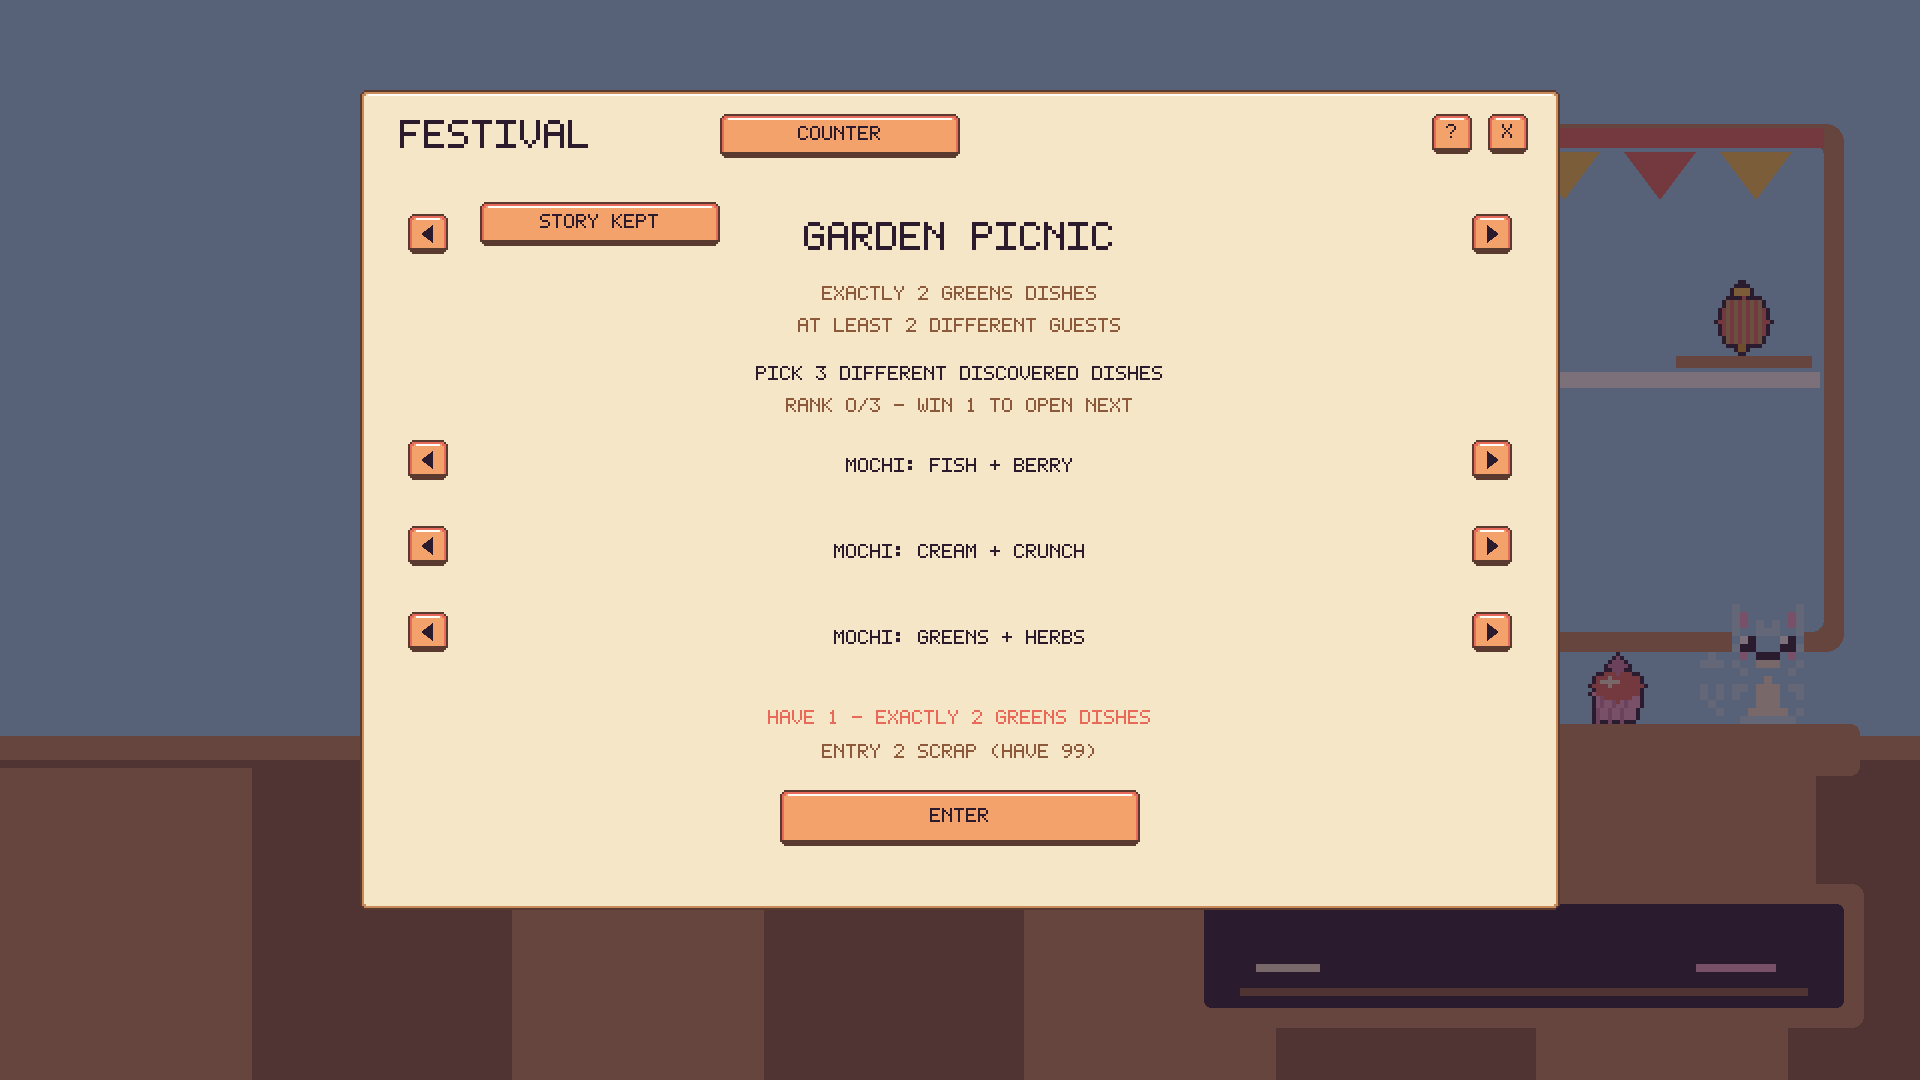 FESTIVAL
COUNTER
?
X
STORY KEPT
GARDEN PICNIC
EXACTLY 2 GREENS DISHES
AT LEAST 2 DIFFERENT GUESTS
PICK 3 DIFFERENT DISCOVERED DISHES
RANK 0/3 - WIN 1 TO OPEN NEXT
MOCHI: FISH + BERRY
MOCHI: CREAM + CRUNCH
MOCHI: GREENS + HERBS
HAVE 1 - EXACTLY 2 GREENS DISHES
ENTRY 2 SCRAP (HAVE 99)
ENTER